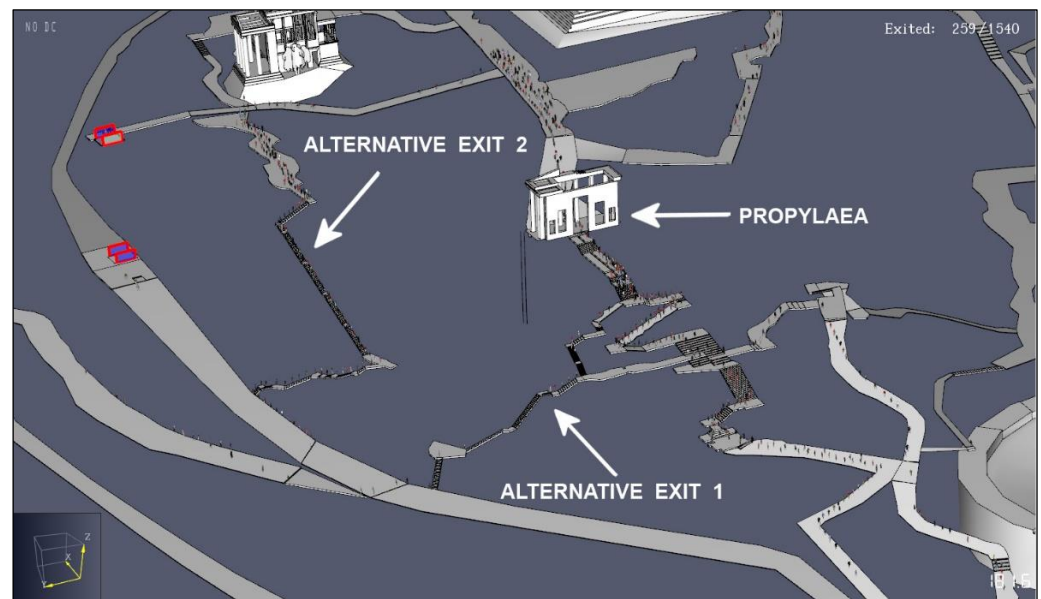 NO DC
Exited: 259/1540
ALTERNATIVE EXIT 2
PROPYLAEA
ALTERNATIVE EXIT 1
Z
X
Y